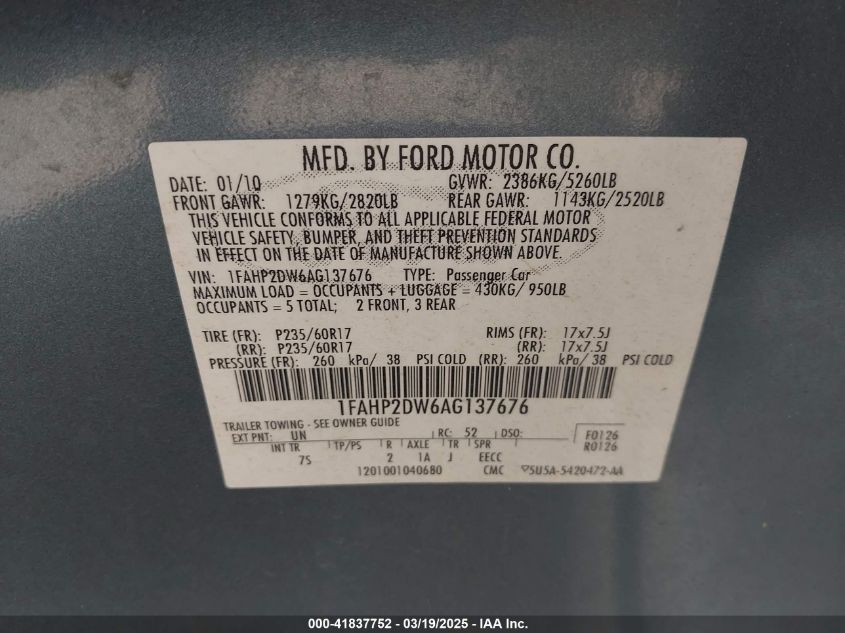 MFD. BY FORD MOTOR CO.
DATE: 01/10 GVWR: 2386KG/5260LB
FRONT GAWR: 1279KG/2820LB REAR GAWR: 1143KG/2520LB
THIS VEHICLE CONFORMS TO ALL APPLICABLE FEDERAL MOTOR
VEHICLE SAFETY, BUMPER, AND THEFT PREVENTION STANDARDS
IN EFFECT ON THE DATE OF MANUFACTURE SHOWN ABOVE.
VIN: 1FAHP2DW6AG137676 TYPE: Passenger Car
MAXIMUM LOAD = OCCUPANTS + LUGGAGE = 430KG/ 950LB
OCCUPANTS = 5 TOTAL; 2 FRONT, 3 REAR
TIRE (FR): P235/60R17 RIMS (FR): 17x7.5J
(RR): P235/60R17 (RR): 17x7.5J
PRESSURE (FR): 260 kPa/ 38 PSI COLD (RR): 260 kPa/ 38 PSI COLD
1FAHP2DW6AG137676
TRAILER TOWING - SEE OWNER GUIDE
EXT PNT: UN RC: 52 DSO: F0126
INT TR TP/PS R AXLE TR SPR R0126
7S 2 1A J EECC
1201001040680 CMC 5U5A-5420472-AA
000-41837752 - 03/19/2025 - IAA, Inc.